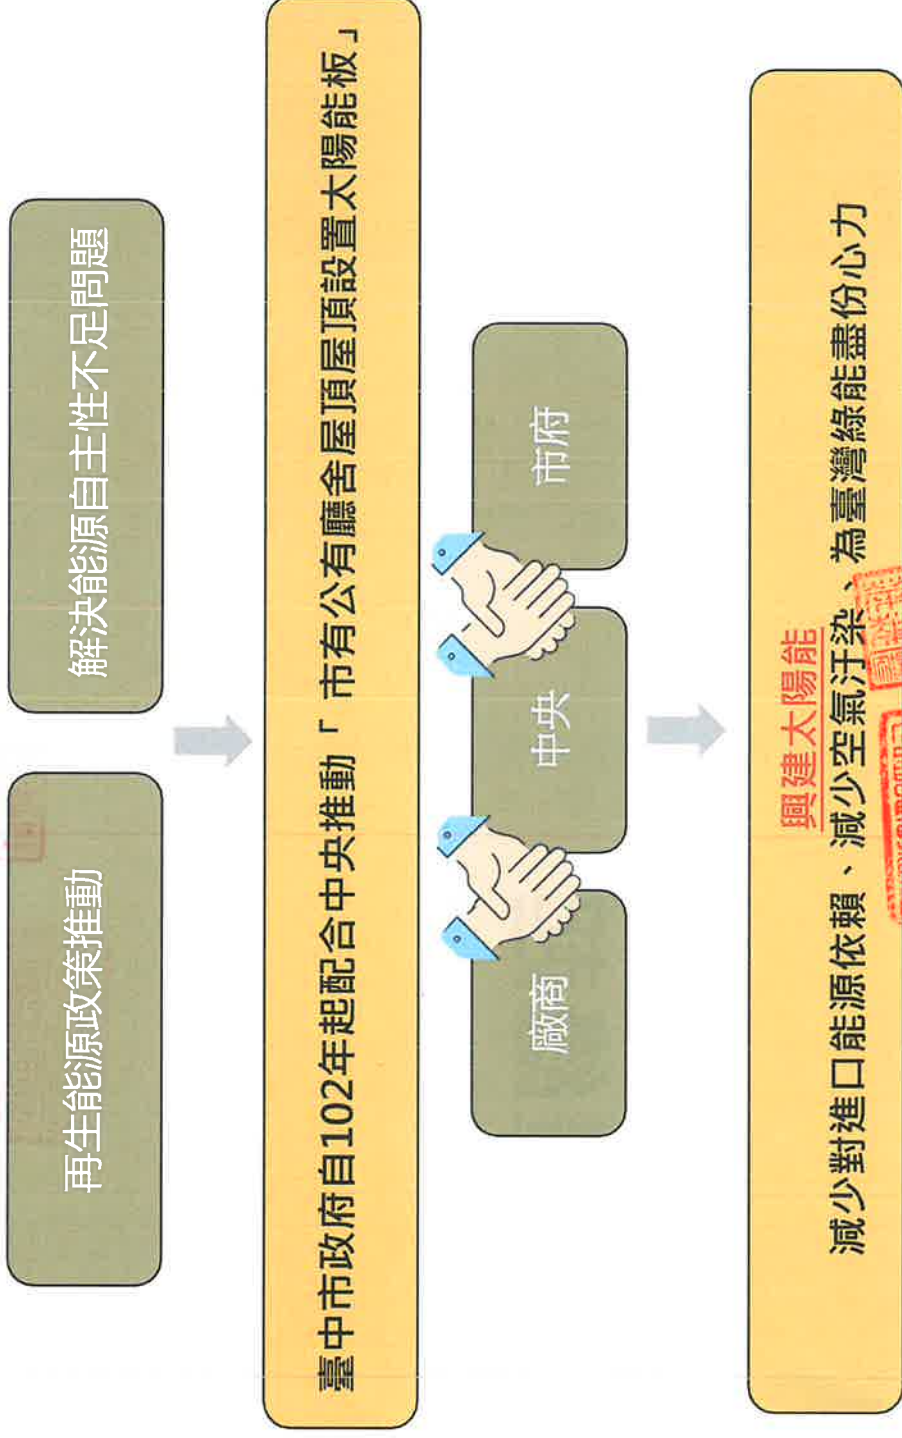 再生能源政策推動
解決能源自主性不足問題
臺中市政府自102年起配合中央推動「市有公有廳舍屋頂屋頂設置太陽能板」
廠商
中央
市府
興建太陽能
減少對進口能源依賴、減少空氣汙染、為臺灣綠能盡份心力